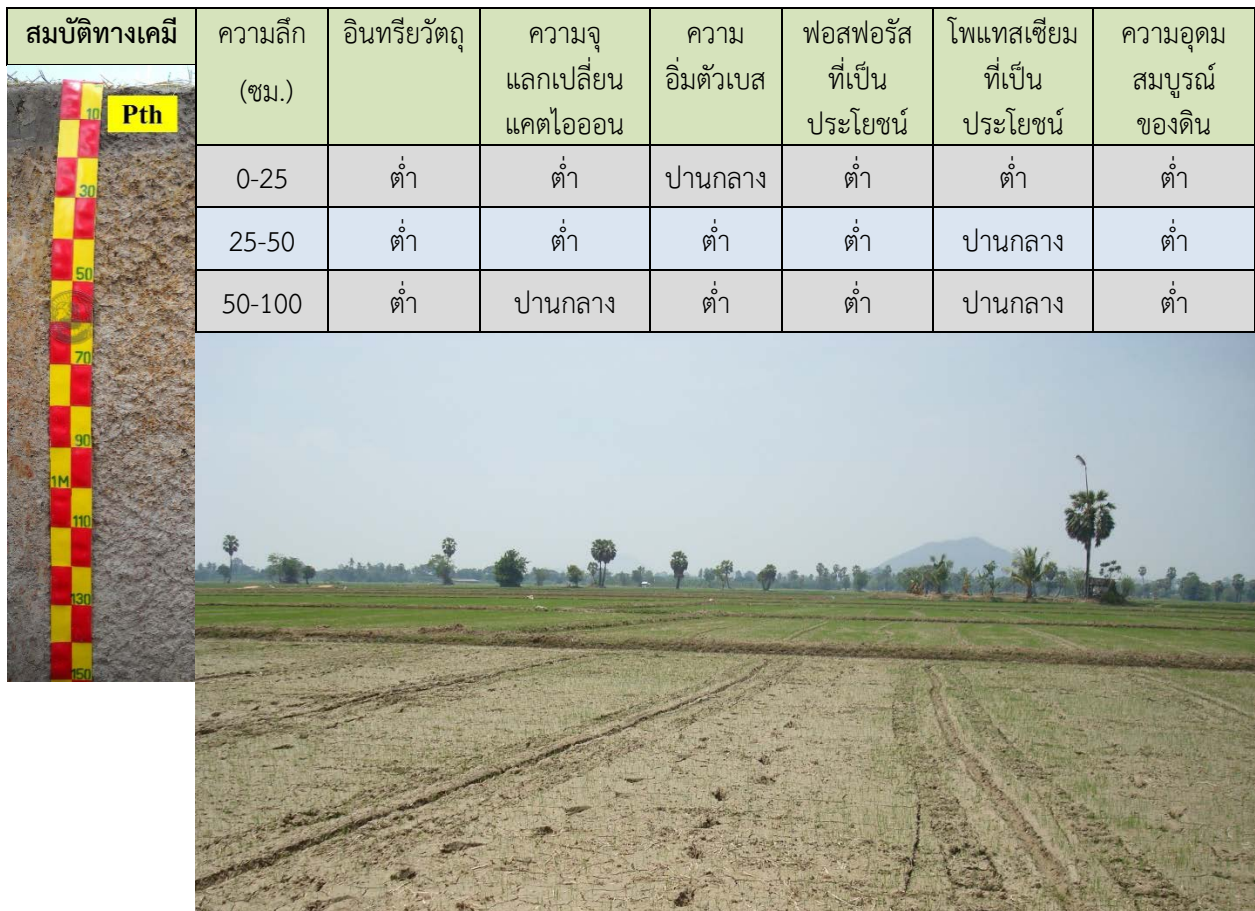 สมบัติทางเคมี
ความลึก
(ซม.)
อินทรียวัตถุ
ความจุ
แลกเปลี่ยน
แคตไอออน
ความ
อิ่มตัวเบส
ฟอสฟอรัส
ที่เป็น
ประโยชน์
โพแทสเซียม
ที่เป็น
ประโยชน์
ความอุดม
สมบูรณ์
ของดิน
0-25 ต่ำ ต่ำ ปานกลาง ต่ำ ต่ำ ต่ำ
25-50 ต่ำ ต่ำ ต่ำ ต่ำ ปานกลาง ต่ำ
50-100 ต่ำ ปานกลาง ต่ำ ต่ำ ปานกลาง ต่ำ
Pth
10
30
50
70
90
1M
110
130
150